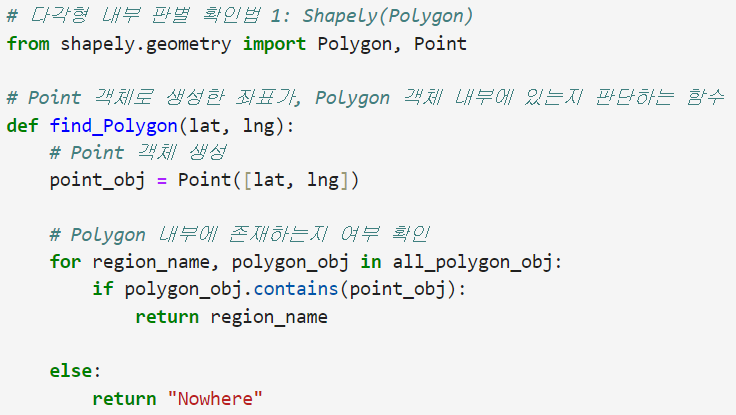 # 다각형 내부 판별 확인법 1: Shapely(Polygon)
from shapely.geometry import Polygon, Point
# Point 객체로 생성한 좌표가, Polygon 객체 내부에 있는지 판단하는 함수
def find_Polygon(lat, lng):
    # Point 객체 생성
    point_obj = Point([lat, lng])
    # Polygon 내부에 존재하는지 여부 확인
    for region_name, polygon_obj in all_polygon_obj:
        if polygon_obj.contains(point_obj):
            return region_name
    else:
        return "Nowhere"